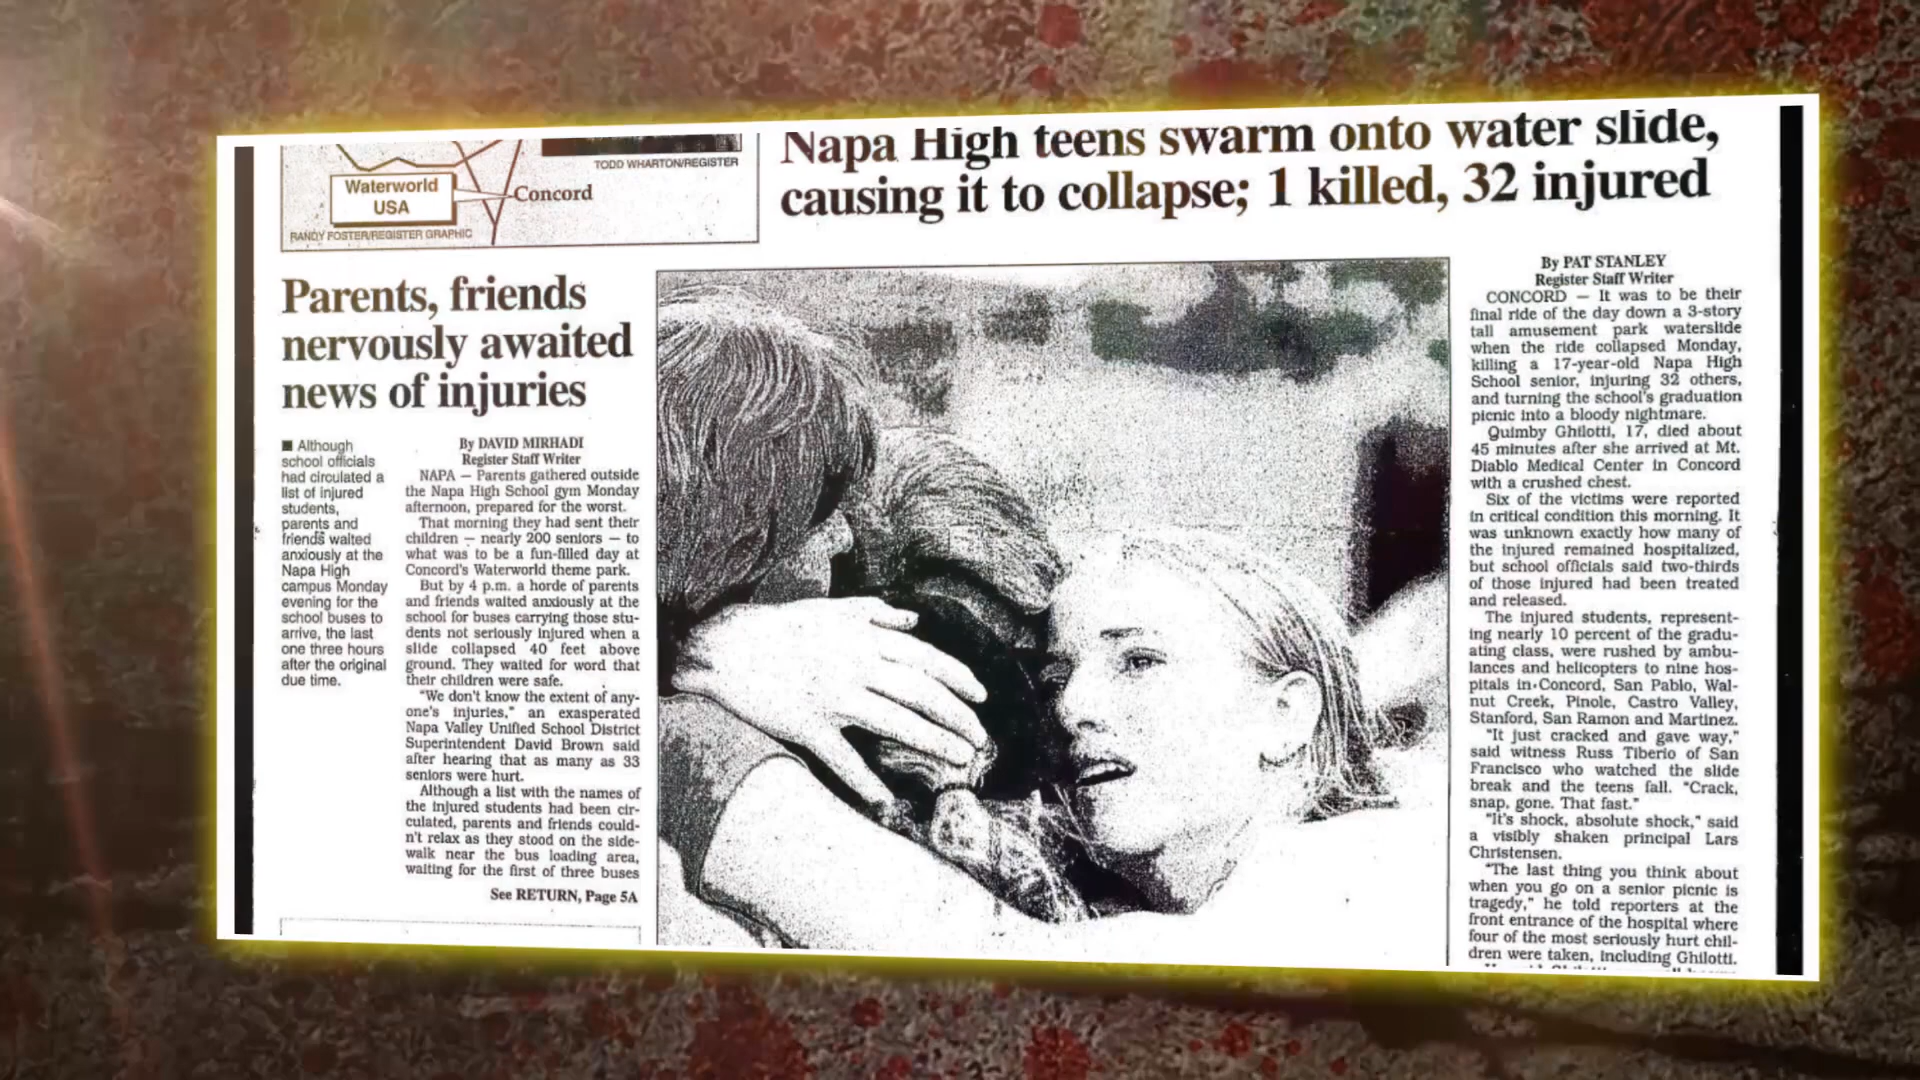 TODD WHARTON/REGISTER
Waterworld
USA
Concord
RANDY FOSTER/REGISTER GRAPHIC
Napa High teens swarm onto water slide,
causing it to collapse; 1 killed, 32 injured
Parents, friends
nervously awaited
news of injuries
■ Although
school officials
had circulated a
list of injured
students,
parents and
friends waited
anxiously at the
Napa High
campus Monday
evening for the
school buses to
arrive, the last
one three hours
after the original
due time.
By DAVID MIRHADI
Register Staff Writer
NAPA — Parents gathered outside
the Napa High School gym Monday
afternoon, prepared for the worst.
That morning they had sent their
children — nearly 200 seniors — to
what was to be a fun-filled day at
Concord's Waterworld theme park.
But by 4 p.m. a horde of parents
and friends waited anxiously at the
school for buses carrying those stu-
dents not seriously injured when a
slide collapsed 40 feet above
ground. They waited for word that
their children were safe.
"We don't know the extent of any-
one's injuries," an exasperated
Napa Valley Unified School District
Superintendent David Brown said
after hearing that as many as 33
seniors were hurt.
Although a list with the names of
the injured students had been cir-
culated, parents and friends could-
n't relax as they stood on the side-
walk near the bus loading area,
waiting for the first of three buses
See RETURN, Page 5A
By PAT STANLEY
Register Staff Writer
CONCORD — It was to be their
final ride of the day down a 3-story
tall amusement park waterslide
when the ride collapsed Monday,
killing a 17-year-old Napa High
School senior, injuring 32 others,
and turning the school's graduation
picnic into a bloody nightmare.
Quimby Ghilotti, 17, died about
45 minutes after she arrived at Mt.
Diablo Medical Center in Concord
with a crushed chest.
Six of the victims were reported
in critical condition this morning. It
was unknown exactly how many of
the injured remained hospitalized,
but school officials said two-thirds
of those injured had been treated
and released.
The injured students, represent-
ing nearly 10 percent of the gradu-
ating class, were rushed by ambu-
lances and helicopters to nine hos-
pitals in Concord, San Pablo, Wal-
nut Creek, Pinole, Castro Valley,
Stanford, San Ramon and Martinez.
"It just cracked and gave way,"
said witness Russ Tiberio of San
Francisco who watched the slide
break and the teens fall. "Crack,
snap, gone. That fast."
"It's shock, absolute shock," said
a visibly shaken principal Lars
Christensen.
"The last thing you think about
when you go on a senior picnic is
tragedy," he told reporters at the
front entrance of the hospital where
four of the most seriously hurt chil-
dren were taken, including Ghilotti.